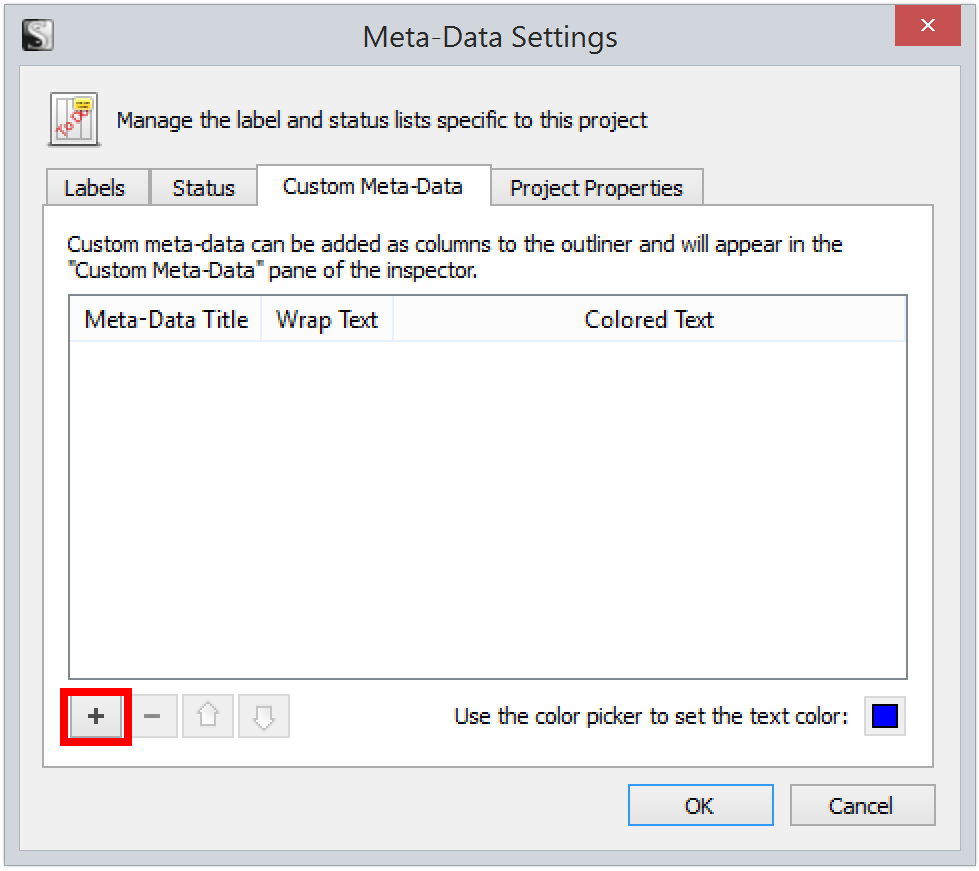 Meta-Data Settings
To Do
Manage the label and status lists specific to this project
Labels
Status
Custom Meta-Data
Project Properties
Custom meta-data can be added as columns to the outliner and will appear in the
"Custom Meta-Data" pane of the inspector.
Meta-Data Title
Wrap Text
Colored Text
Use the color picker to set the text color:
OK
Cancel